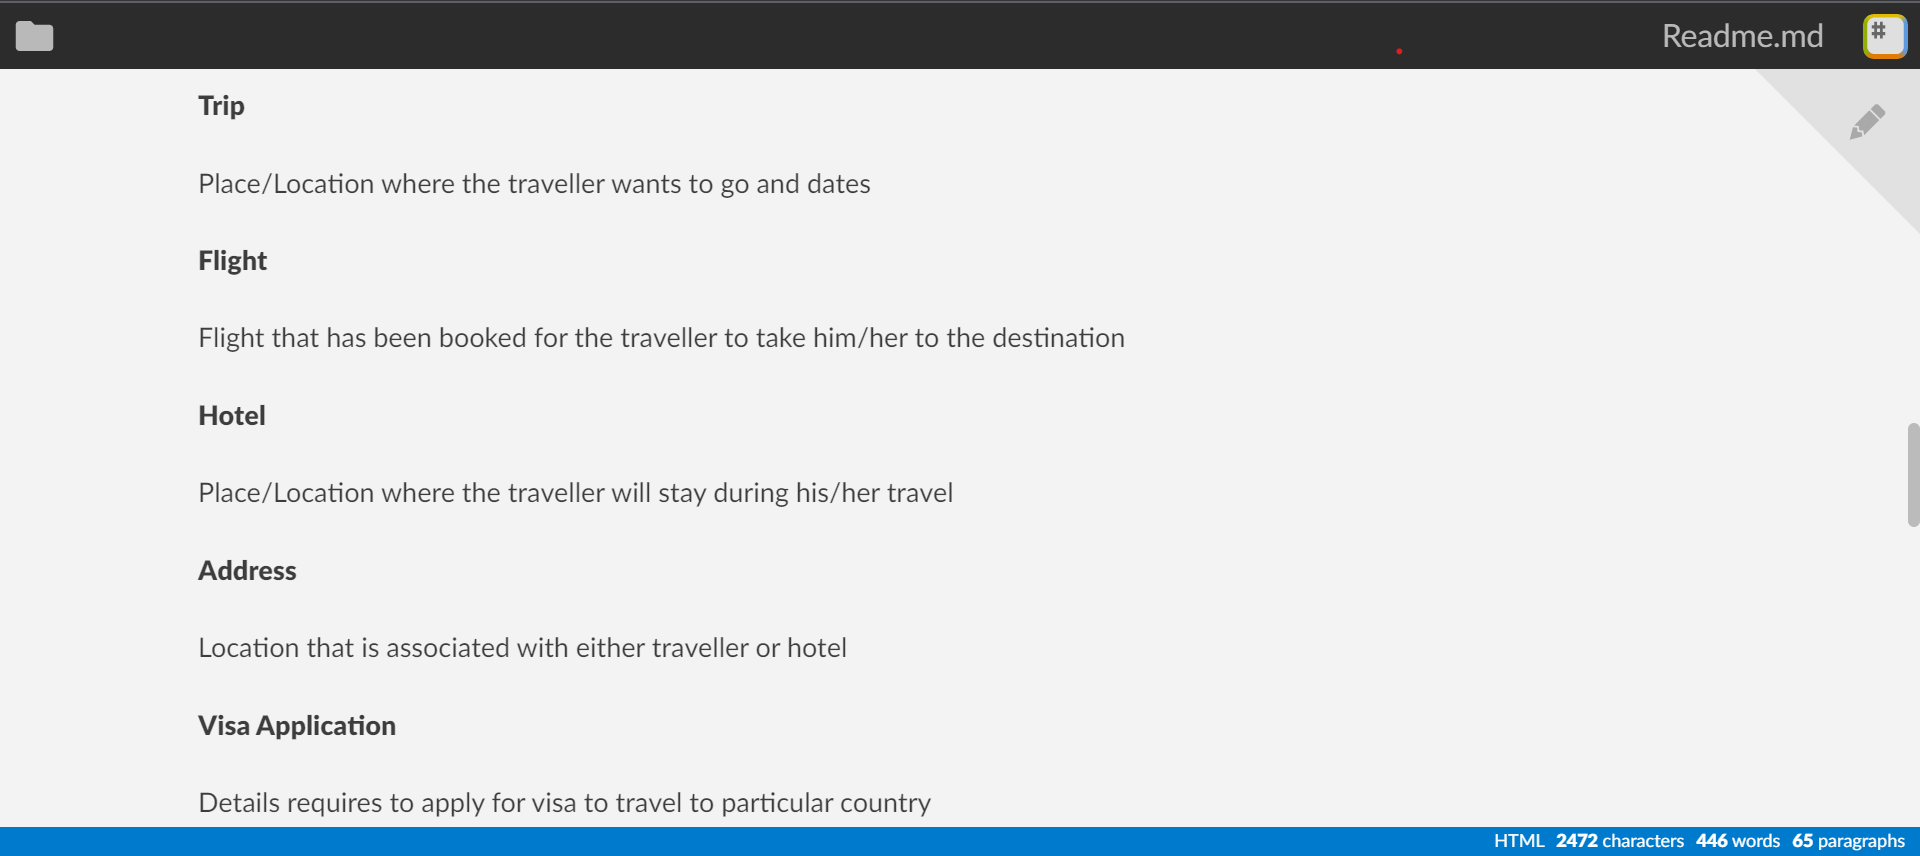 Readme.md
#
Trip
Place/Location where the traveller wants to go and dates
Flight
Flight that has been booked for the traveller to take him/her to the destination
Hotel
Place/Location where the traveller will stay during his/her travel
Address
Location that is associated with either traveller or hotel
Visa Application
Details requires to apply for visa to travel to particular country
HTML 2472 characters 446 words 65 paragraphs